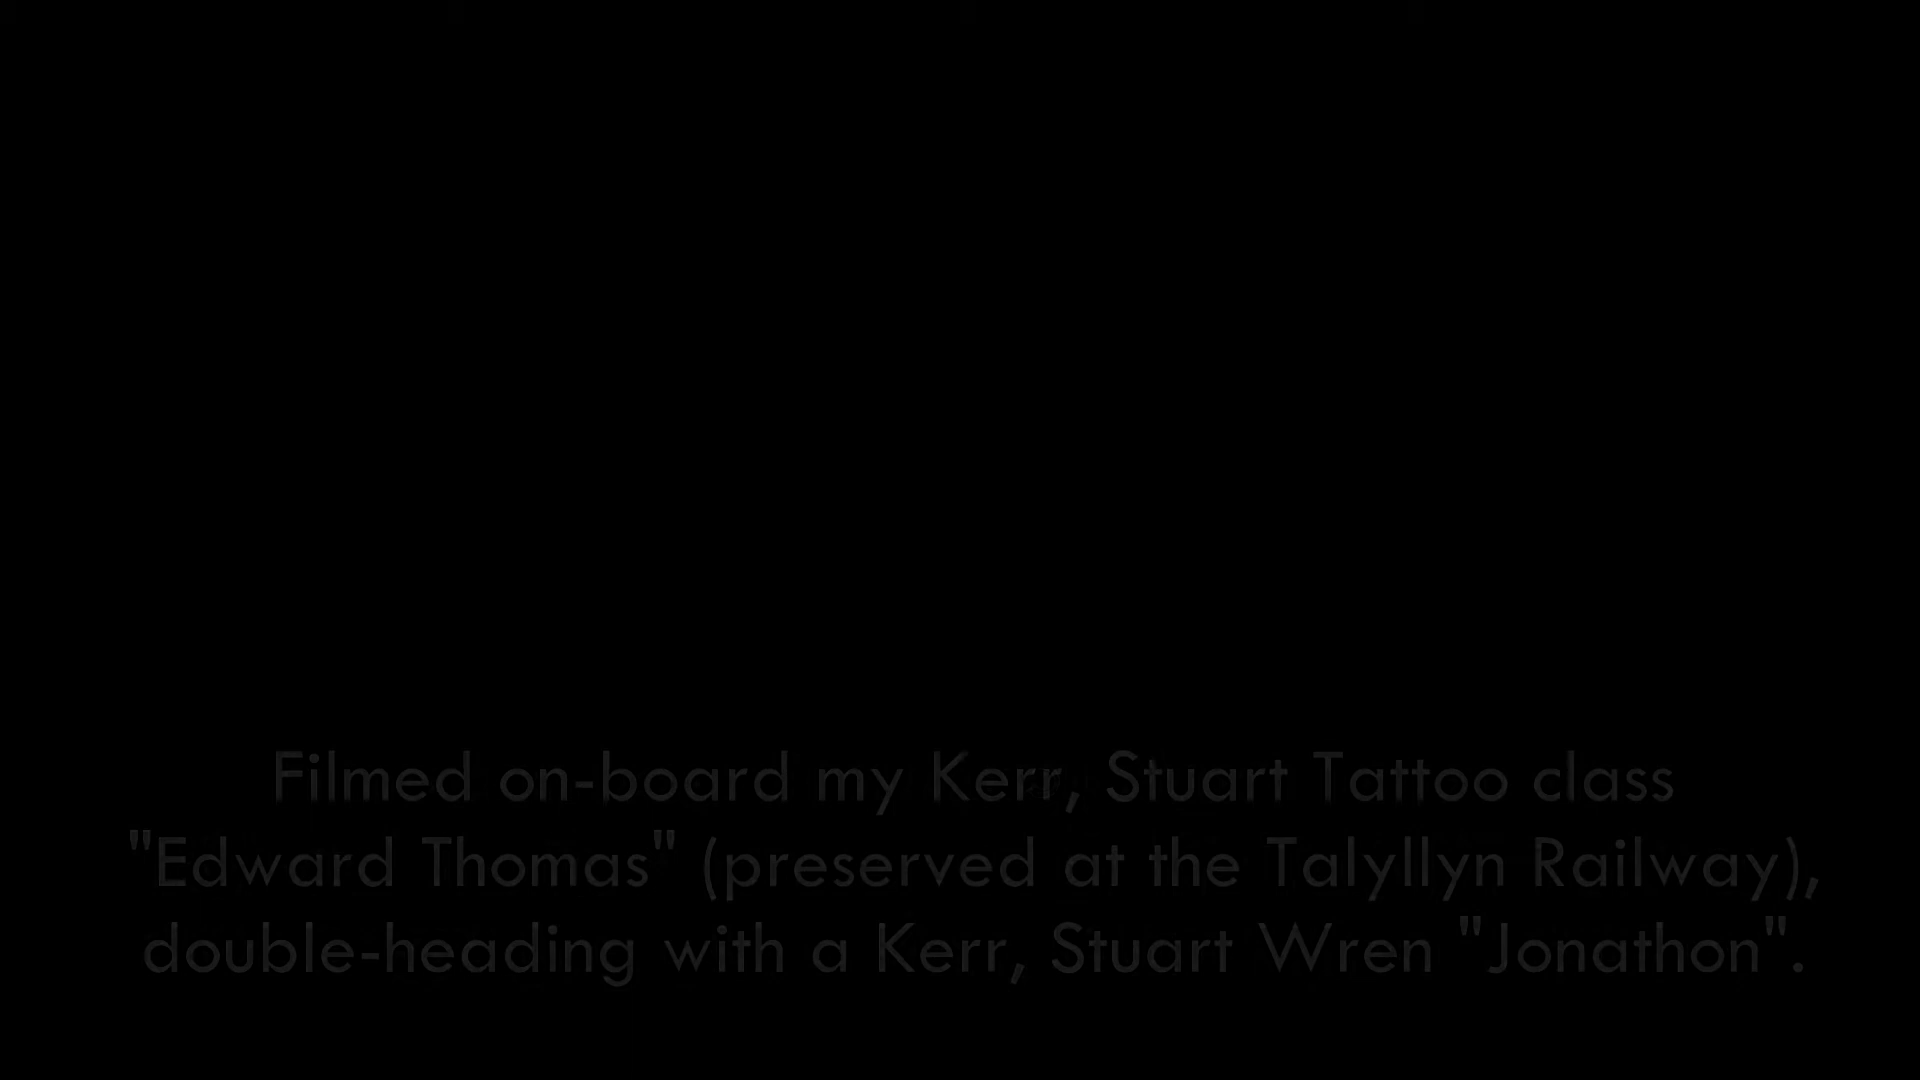 Filmed on-board my Kerr, Stuart Tattoo class
"Edward Thomas" (preserved at the Talyllyn Railway),
double-heading with a Kerr, Stuart Wren "Jonathon".